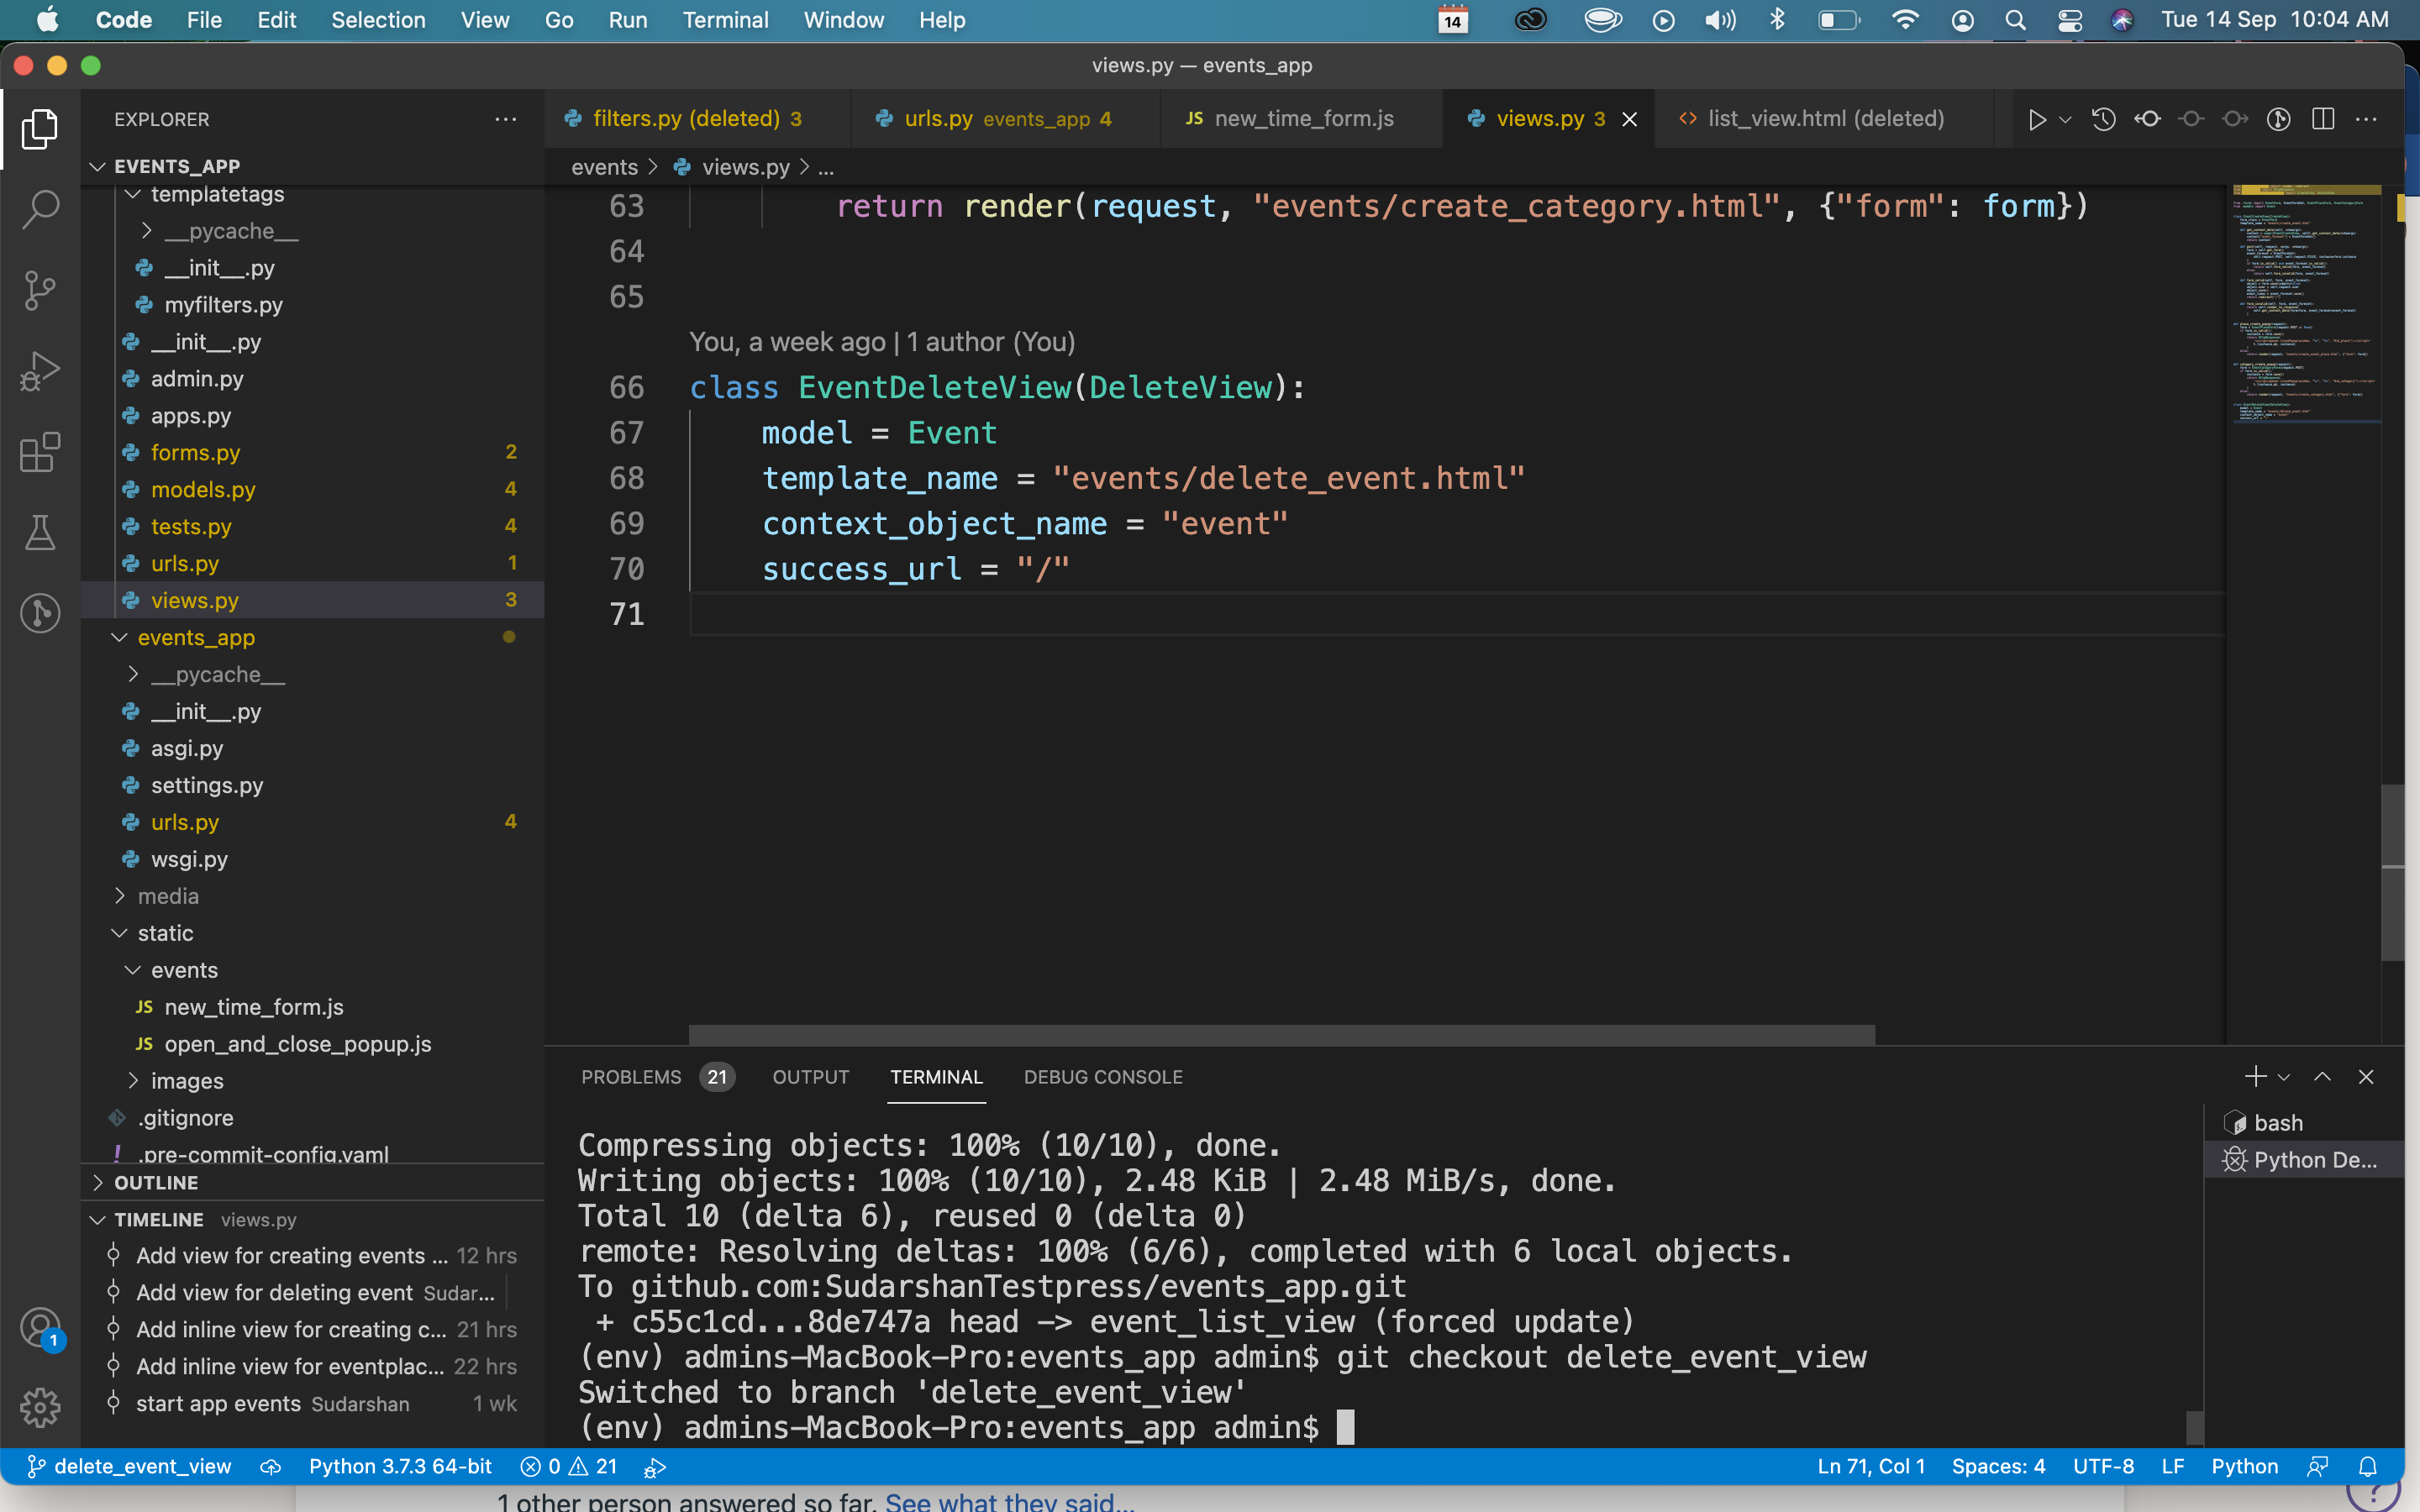 Code File Edit Selection View Go Run Terminal Window Help 14 Tue 14 Sep 10:04 AM
views.py — events_app
EXPLORER ...
EVENTS_APP
templatetags
__pycache__
__init__.py
myfilters.py
__init__.py
admin.py
apps.py
forms.py 2
models.py 4
tests.py 4
urls.py 1
views.py 3
events_app
__pycache__
__init__.py
asgi.py
settings.py
urls.py 4
wsgi.py
media
static
events
JS new_time_form.js
JS open_and_close_popup.js
images
.gitignore
! .pre-commit-config.yaml
OUTLINE
TIMELINE views.py
Add view for creating events ... 12 hrs
Add view for deleting event Sudar...
Add inline view for creating c... 21 hrs
Add inline view for eventplac... 22 hrs
start app events Sudarshan 1 wk
1
filters.py (deleted) 3 urls.py events_app 4 JS new_time_form.js views.py 3 list_view.html (deleted)
events > views.py > ...
63 return render(request, "events/create_category.html", {"form": form})
64
65
You, a week ago | 1 author (You)
66 class EventDeleteView(DeleteView):
67 model = Event
68 template_name = "events/delete_event.html"
69 context_object_name = "event"
70 success_url = "/"
71
PROBLEMS 21 OUTPUT TERMINAL DEBUG CONSOLE
Compressing objects: 100% (10/10), done.
Writing objects: 100% (10/10), 2.48 KiB | 2.48 MiB/s, done.
Total 10 (delta 6), reused 0 (delta 0)
remote: Resolving deltas: 100% (6/6), completed with 6 local objects.
To github.com:SudarshanTestpress/events_app.git
+ c55c1cd...8de747a head -> event_list_view (forced update)
(env) admins-MacBook-Pro:events_app admin$ git checkout delete_event_view
Switched to branch 'delete_event_view'
(env) admins-MacBook-Pro:events_app admin$
bash
Python De...
delete_event_view Python 3.7.3 64-bit 0 21 Ln 71, Col 1 Spaces: 4 UTF-8 LF Python
1 other person answered so far. See what they said...
?